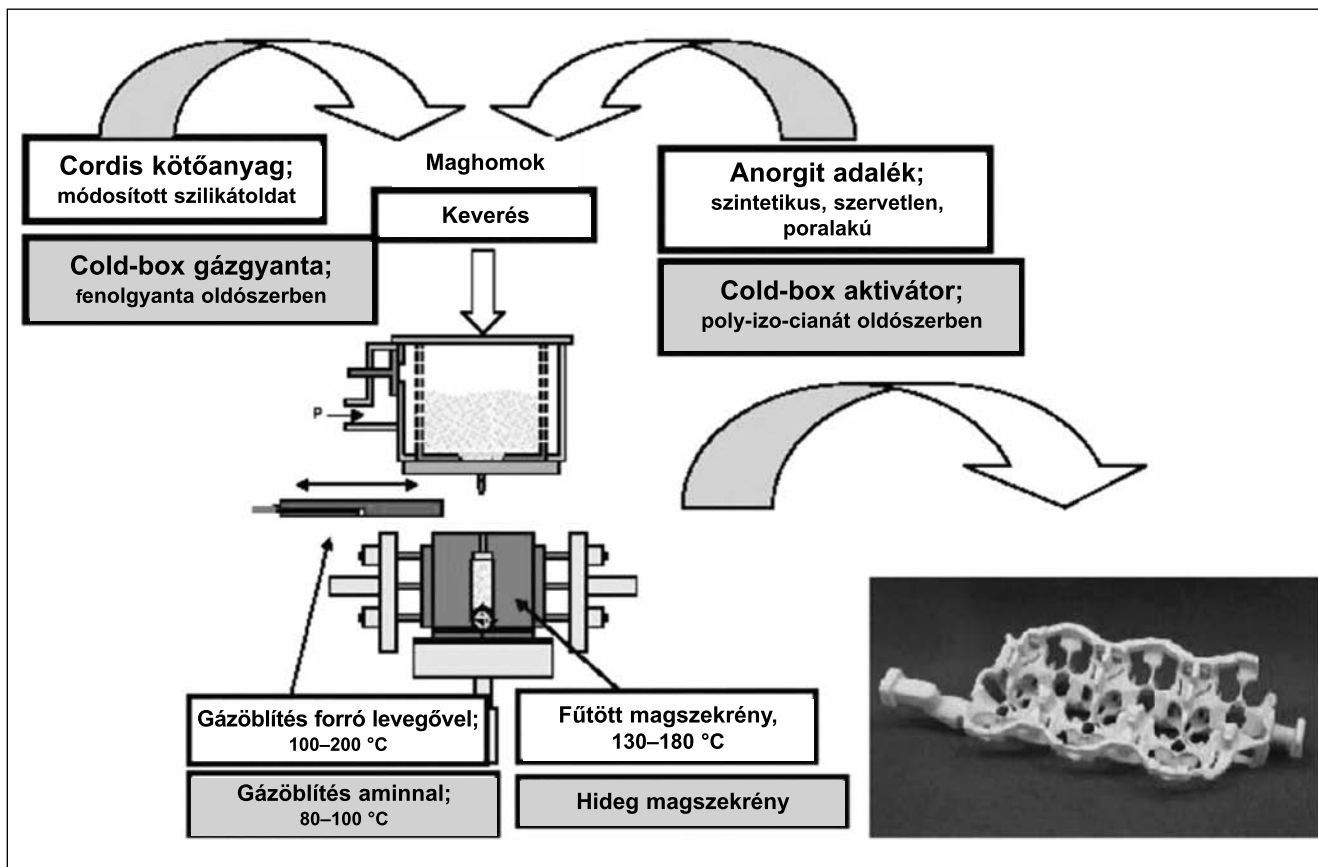 Cordis kötőanyag;
módosított szilikátoldat
Cold-box gázgyanta;
fenolgyanta oldószerben
Maghomok
Keverés
Anorgit adalék;
szintetikus, szervetlen,
poralakú
Cold-box aktivátor;
poly-izo-cianát oldószerben
P
Gázöblítés forró levegővel;
100–200 °C
Gázöblítés aminnal;
80–100 °C
Fűtött magszekrény,
130–180 °C
Hideg magszekrény